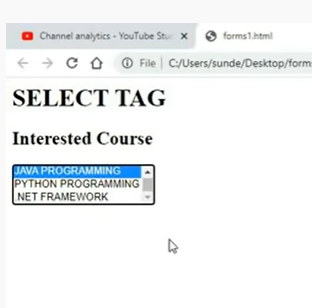 Channel analytics - YouTube Stu
forms1.html
File | C:/Users/sunde/Desktop/form
SELECT TAG
Interested Course
JAVA PROGRAMMING
PYTHON PROGRAMMING
.NET FRAMEWORK